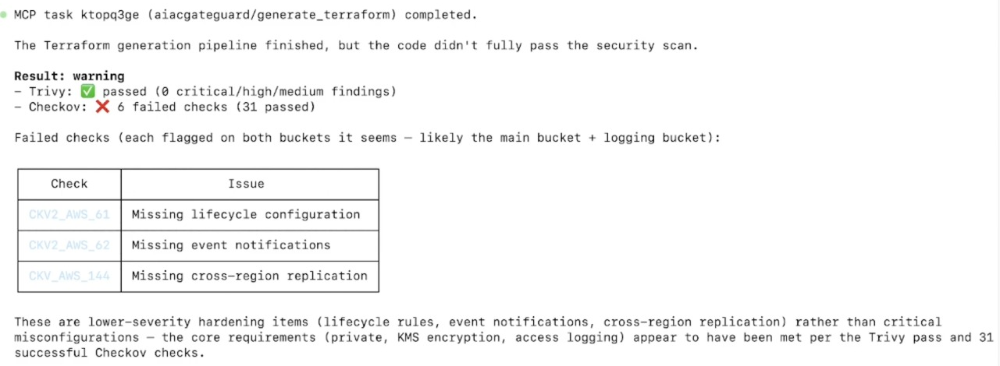 MCP task ktopq3ge (aiacgateguard/generate_terraform) completed.
The Terraform generation pipeline finished, but the code didn't fully pass the security scan.
Result: warning
– Trivy: ✅ passed (0 critical/high/medium findings)
– Checkov: ❌ 6 failed checks (31 passed)
Failed checks (each flagged on both buckets it seems — likely the main bucket + logging bucket):
Check Issue
CKV2_AWS_61 Missing lifecycle configuration
CKV2_AWS_62 Missing event notifications
CKV_AWS_144 Missing cross-region replication
These are lower-severity hardening items (lifecycle rules, event notifications, cross-region replication) rather than critical
misconfigurations — the core requirements (private, KMS encryption, access logging) appear to have been met per the Trivy pass and 31
successful Checkov checks.